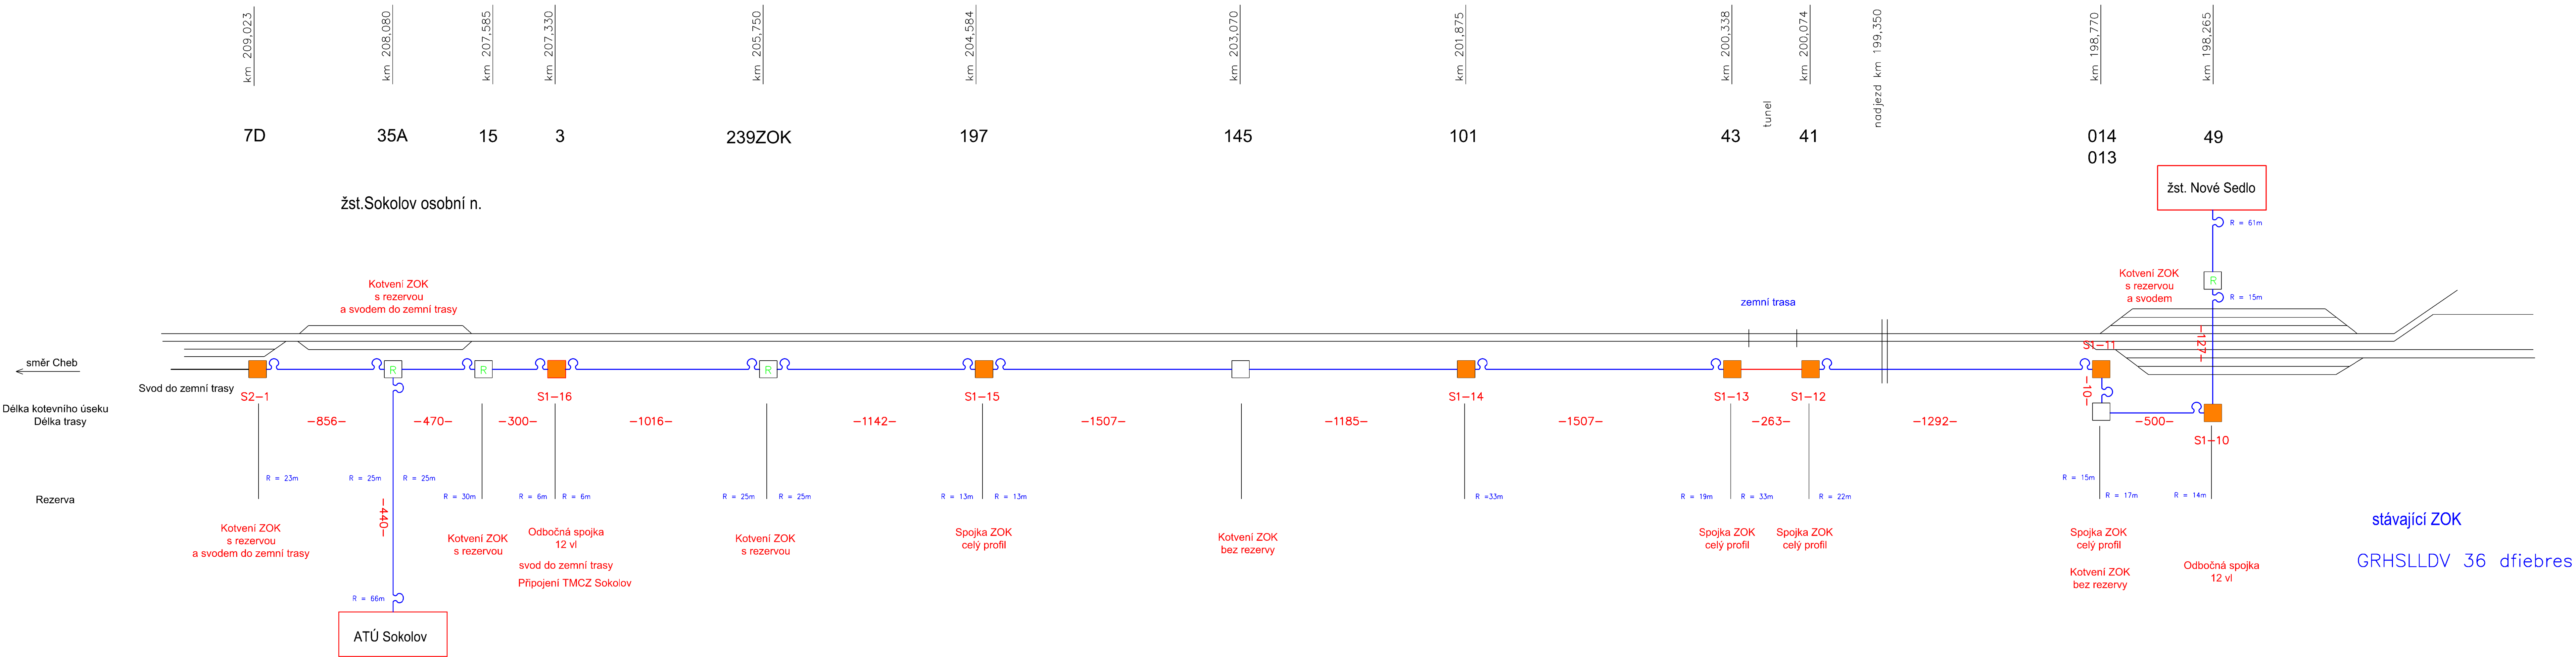 km 209,023
km 208,080
km 207,585
km 207,330
km 205,750
km 204,584
km 203,070
km 201,875
km 200,338
km 200,074
nadjezd km 199,350
km 198,770
km 198,265
tunel
7D
35A
15
3
239ZOK
197
145
101
43
41
014
013
49
žst. Nové Sedlo
žst.Sokolov osobní n.
R = 61m
Kotvení ZOK
s rezervou
a svodem do zemní trasy
Kotvení ZOK
s rezervou
a svodem
R
R = 15m
zemní trasa
-127-
S1-11
směr Cheb
R
R
R
Svod do zemní trasy
S2-1
S1-16
S1-15
S1-14
S1-13
S1-12
-10-
Délka kotevního úseku
Délka trasy
-856-
-470-
-300-
-1016-
-1142-
-1507-
-1185-
-1507-
-263-
-1292-
-500-
S1-10
R = 23m
R = 25m
R = 25m
R = 15m
Rezerva
R = 30m
R = 6m
R = 6m
R = 25m
R = 25m
R = 13m
R = 13m
R =33m
R = 19m
R = 33m
R = 22m
R = 17m
R = 14m
-440-
Kotvení ZOK
s rezervou
a svodem do zemní trasy
Kotvení ZOK
s rezervou
Odbočná spojka
12 vl
svod do zemní trasy
Připojení TMCZ Sokolov
Kotvení ZOK
s rezervou
Spojka ZOK
celý profil
Kotvení ZOK
bez rezervy
Spojka ZOK
celý profil
Spojka ZOK
celý profil
Spojka ZOK
celý profil
Kotvení ZOK
bez rezervy
Odbočná spojka
12 vl
stávající ZOK
GRHSLLDV 36 dfiebres
R = 66m
ATÚ Sokolov